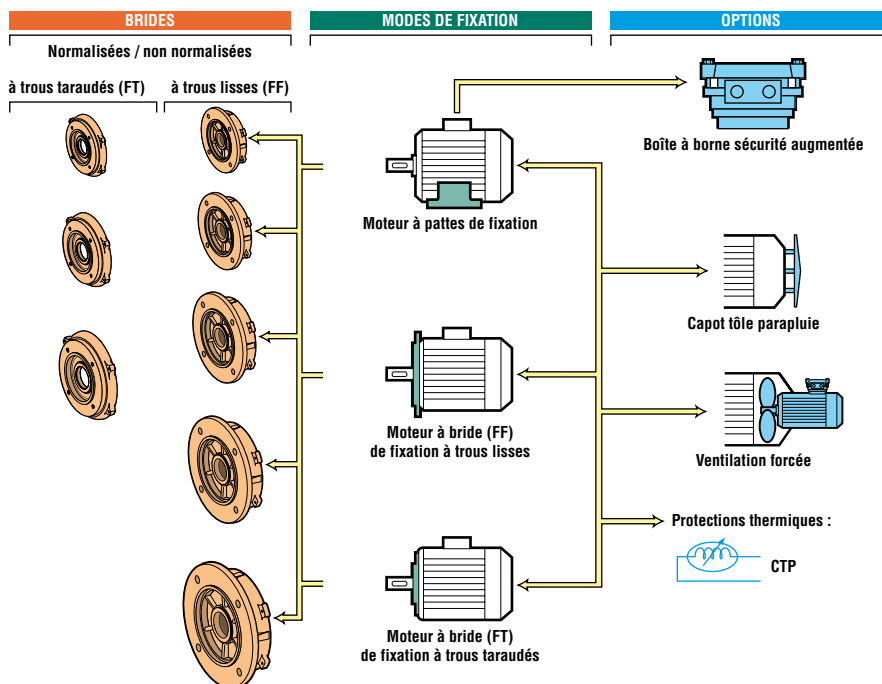 BRIDES
Normalisées / non normalisées
à trous taraudés (FT)
à trous lisses (FF)
MODES DE FIXATION
Moteur à pattes de fixation
Moteur à bride (FF)
de fixation à trous lisses
Moteur à bride (FT)
de fixation à trous taraudés
OPTIONS
Boîte à borne sécurité augmentée
Capot tôle parapluie
Ventilation forcée
Protections thermiques :
CTP